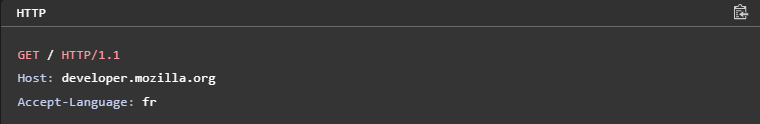 HTTP
GET / HTTP/1.1
Host: developer.mozilla.org
Accept-Language: fr